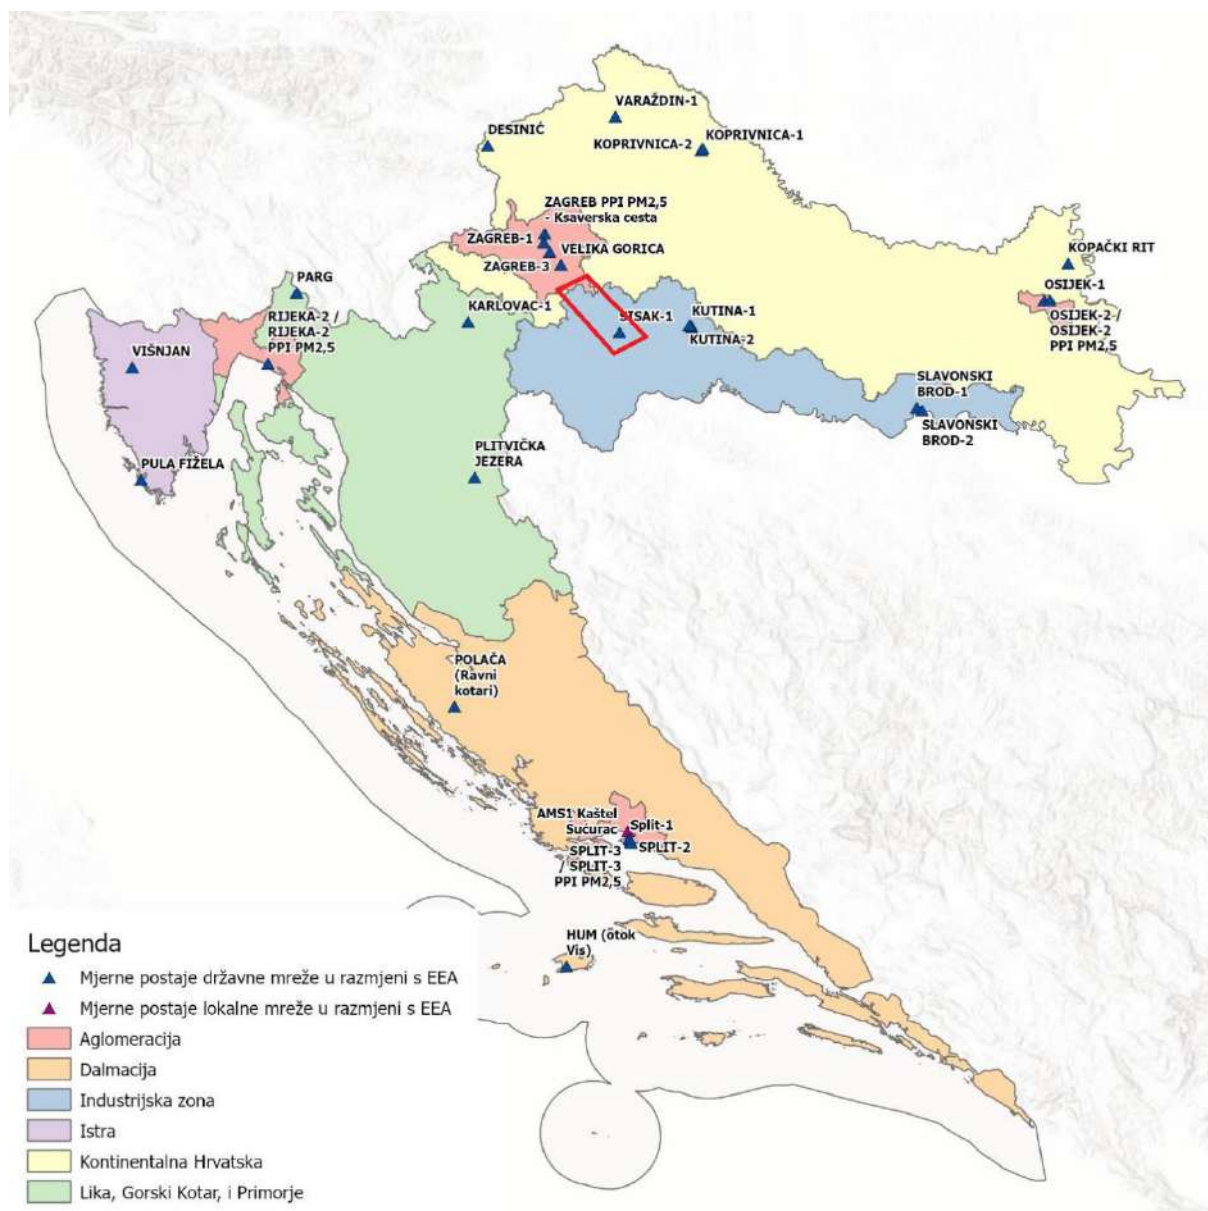 VARAŽDIN-1
DESINIĆ
KOPRIVNICA-1
KOPRIVNICA-2
ZAGREB PPI PM2,5
- Ksaverska cesta
ZAGREB-1
VELIKA GORICA
ZAGREB-3
KOPAČKI RIT
PARG
OSIJEK-1
KARLOVAC-1
RIJEKA-2 /
RIJEKA-2
PPI PM2,5
SISAK-1
KUTINA-1
KUTINA-2
OSIJEK-2 /
OSIJEK-2
PPI PM2,5
VIŠNJAN
SLAVONSKI
BROD-1
SLAVONSKI
BROD-2
PLITVIČKA
JEZERA
PULA FIŽELA
POLAČA
(Ravni
kotari)
AMS1 Kaštel
Sućurac
Split-1
SPLIT-2
SPLIT-3
/ SPLIT-3
PPI PM2,5
HUM (otok
Vis)
Legenda
Mjerne postaje državne mreže u razmjeni s EEA
Mjerne postaje lokalne mreže u razmjeni s EEA
Aglomeracija
Dalmacija
Industrijska zona
Istra
Kontinentalna Hrvatska
Lika, Gorski Kotar, i Primorje